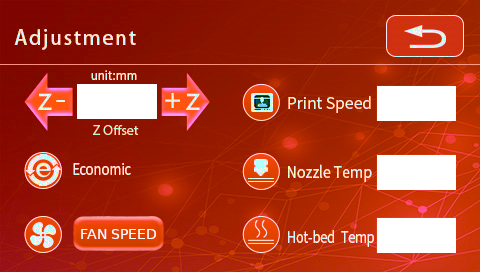 Adjustment
unit:mm
Z-
+Z
Z Offset
Print Speed
e Economic
Nozzle Temp
FAN SPEED
Hot-bed Temp